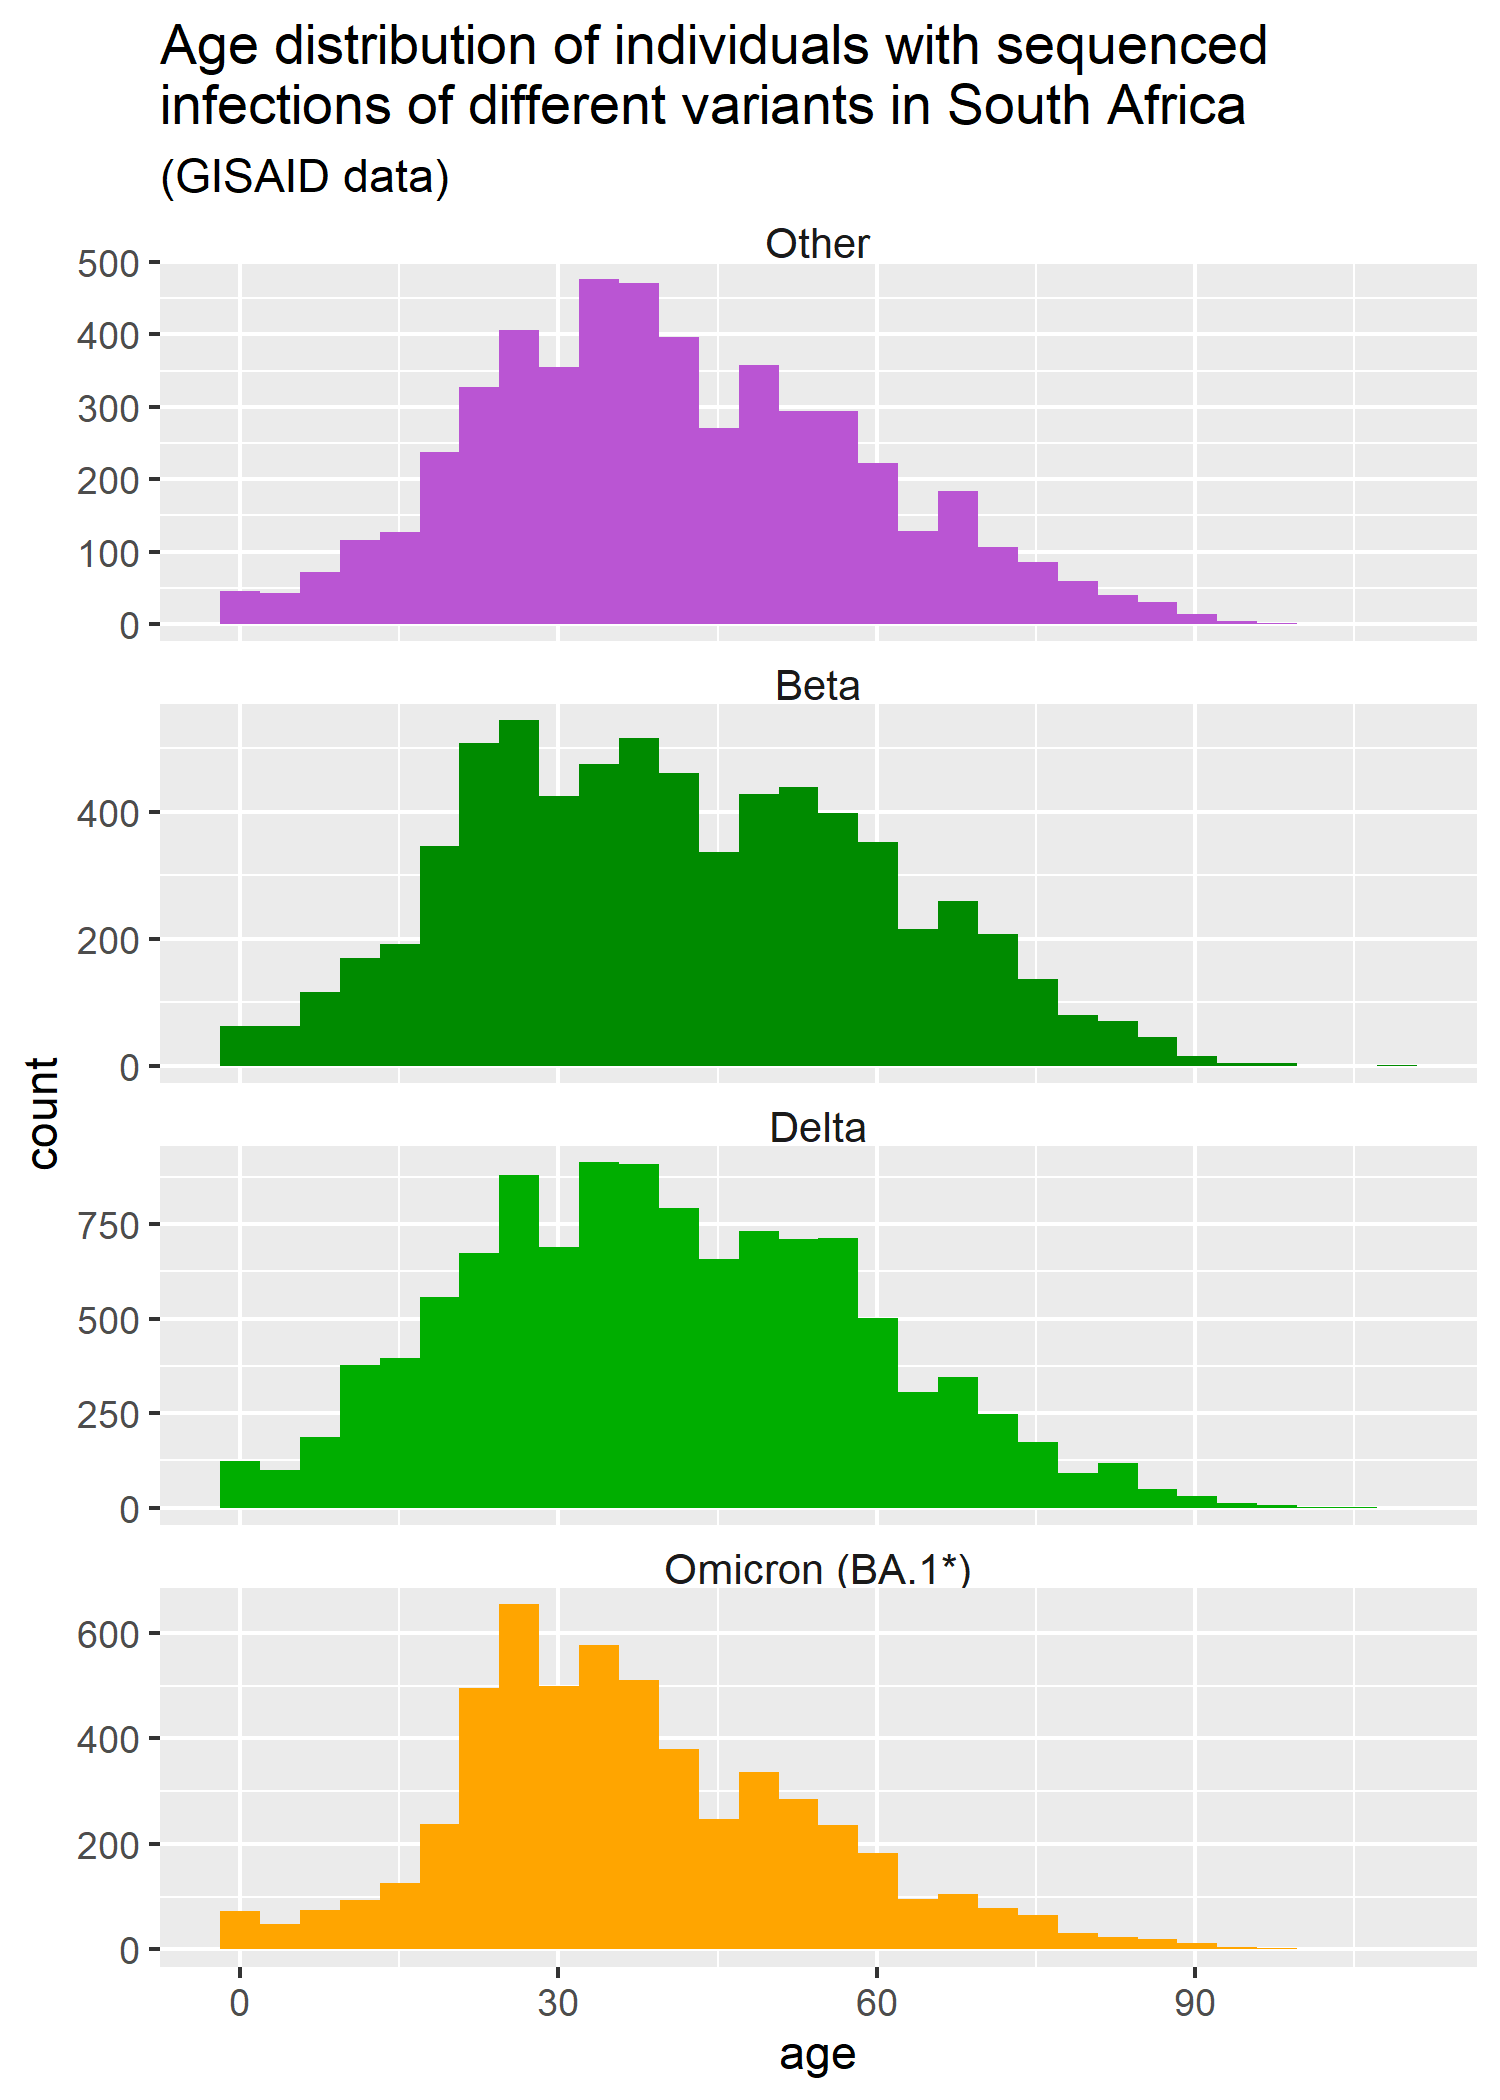 Age distribution of individuals with sequenced
infections of different variants in South Africa
(GISAID data)
Other
500
400
300
200
100
0
Beta
400
200
0
count
Delta
750
500
250
0
Omicron (BA.1*)
600
400
200
0
0 30 60 90
age